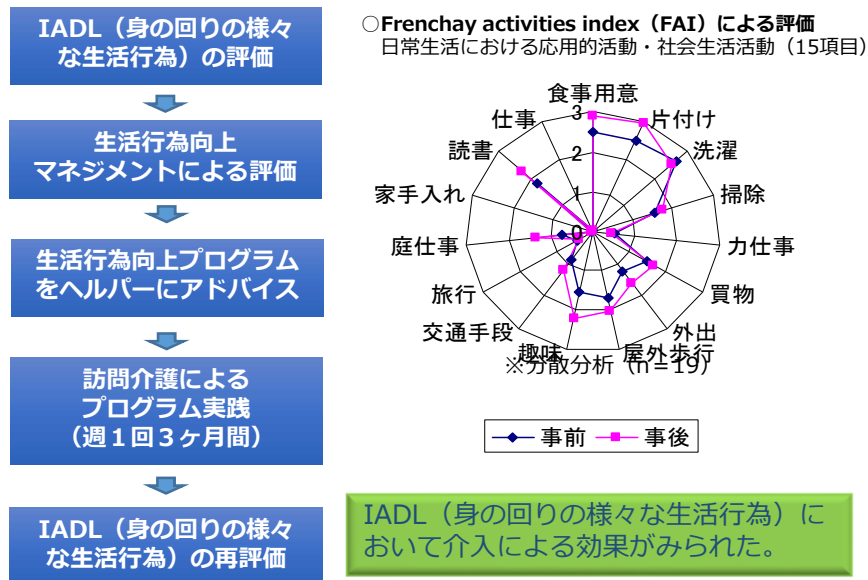 IADL（身の回りの様々
な生活行為）の評価
生活行為向上
マネジメントによる評価
生活行為向上プログラム
をヘルパーにアドバイス
訪問介護による
プログラム実践
（週１回３ヶ月間）
IADL（身の回りの様々
な生活行為）の再評価
○Frenchay activities index（FAI）による評価
日常生活における応用的活動・社会生活活動（15項目）
食事用意
片付け
洗濯
掃除
力仕事
買物
外出
屋外歩行
趣味
交通手段
旅行
庭仕事
家手入れ
読書
仕事
3
2
1
0
※分散分析（n＝19）
事前 事後
IADL（身の回りの様々な生活行為）に
おいて介入による効果がみられた。